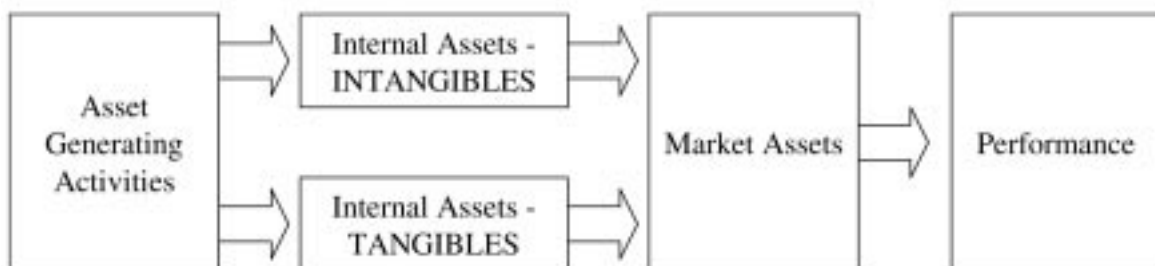 Asset
Generating
Activities
Internal Assets -
INTANGIBLES
Internal Assets -
TANGIBLES
Market Assets
Performance